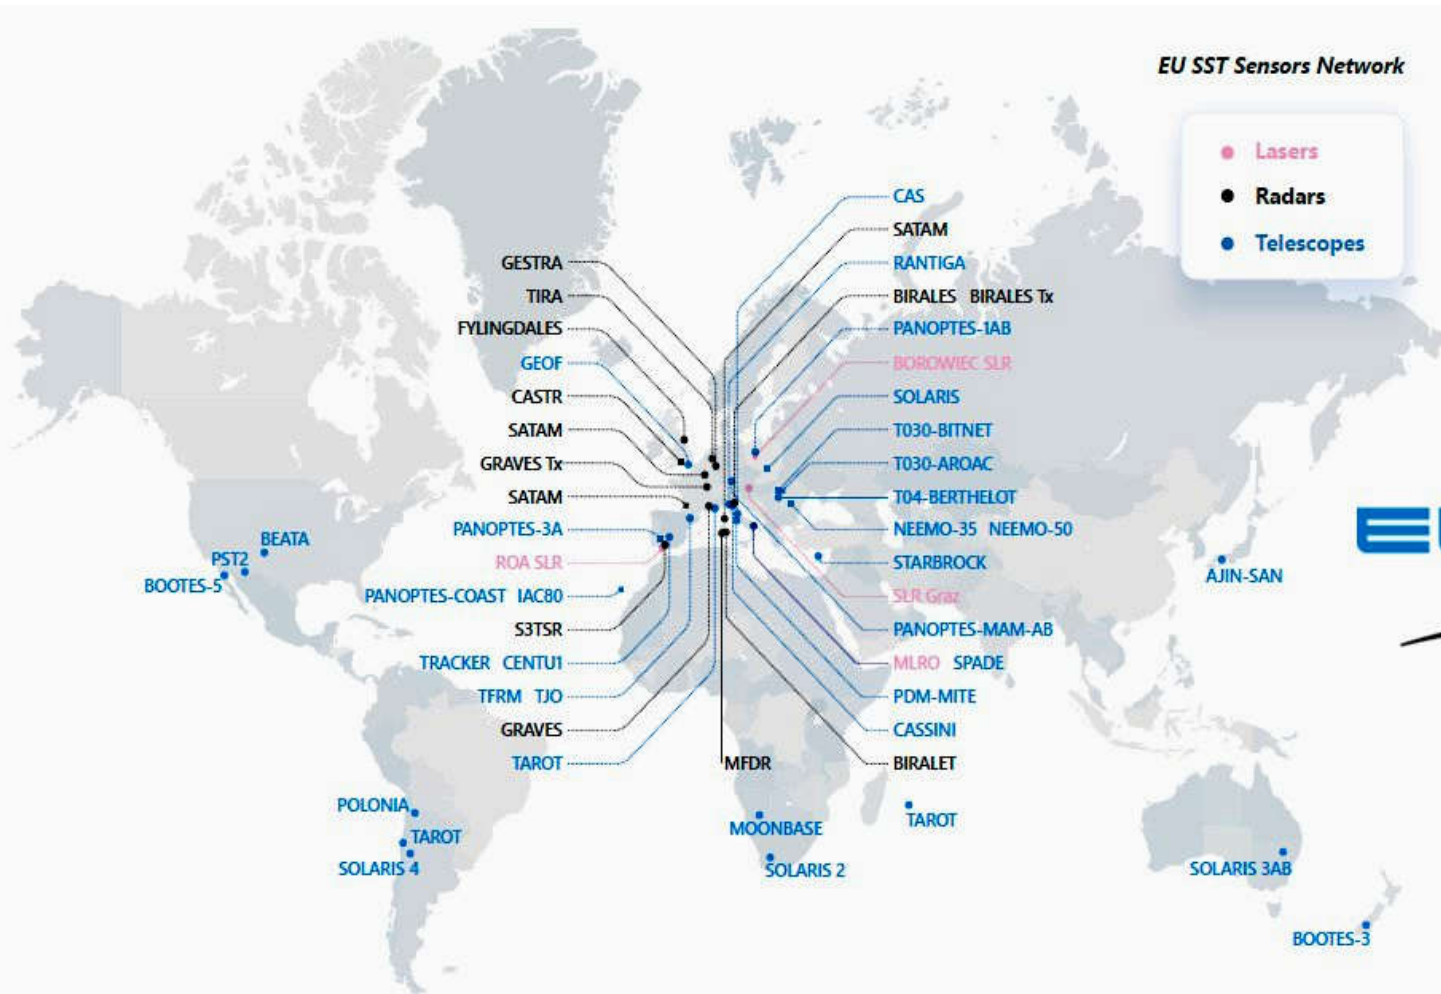 EU SST Sensors Network
Lasers
Radars
Telescopes
GESTRA
TIRA
FYLINGDALES
GEOF
CASTR
SATAM
GRAVES Tx
SATAM
PANOPTES-3A
ROA SLR
PANOPTES-COAST IAC80
S3TSR
TRACKER CENTU1
TFRM TJO
GRAVES
TAROT
CAS
SATAM
RANTIGA
BIRALES BIRALES Tx
PANOPTES-1AB
BOROWIEC SLR
SOLARIS
T030-BITNET
T030-AROAC
T04-BERTHELOT
NEEMO-35 NEEMO-50
STARBROCK
SLR Graz
PANOPTES-MAM-AB
MLRO SPADE
PDM-MITE
CASSINI
BIRALET
MFDR
BEATA
PST2
BOOTES-5
POLONIA
TAROT
SOLARIS 4
MOONBASE
SOLARIS 2
TAROT
AJIN-SAN
SOLARIS 3AB
BOOTES-3